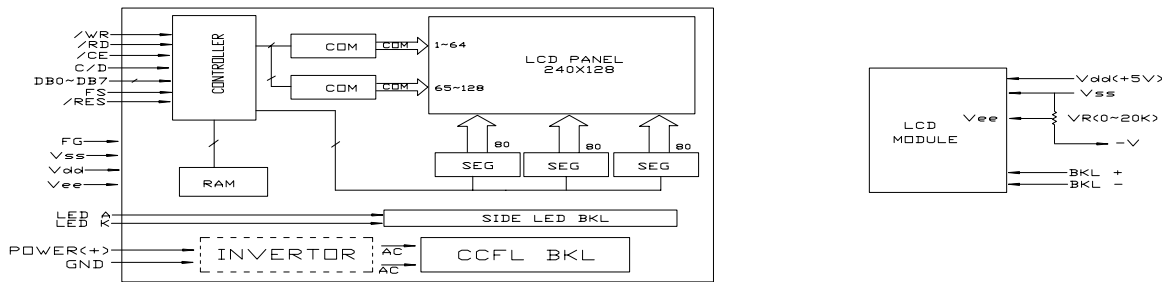 /WR
/RD
/CE
C/D
DB0~DB7
FS
/RES
FG
Vss
Vdd
Vee
LED A
LED K
POWER(+)
GND
CONTROLLER
RAM
COM
COM
COM
COM
1~64
65~128
LCD PANEL
240X128
80
80
80
SEG
SEG
SEG
SIDE LED BKL
INVERTOR
AC
AC
CCFL BKL
LCD
MODULE
Vee
Vdd(+5V)
Vss
VR(0~20K)
-V
BKL +
BKL -